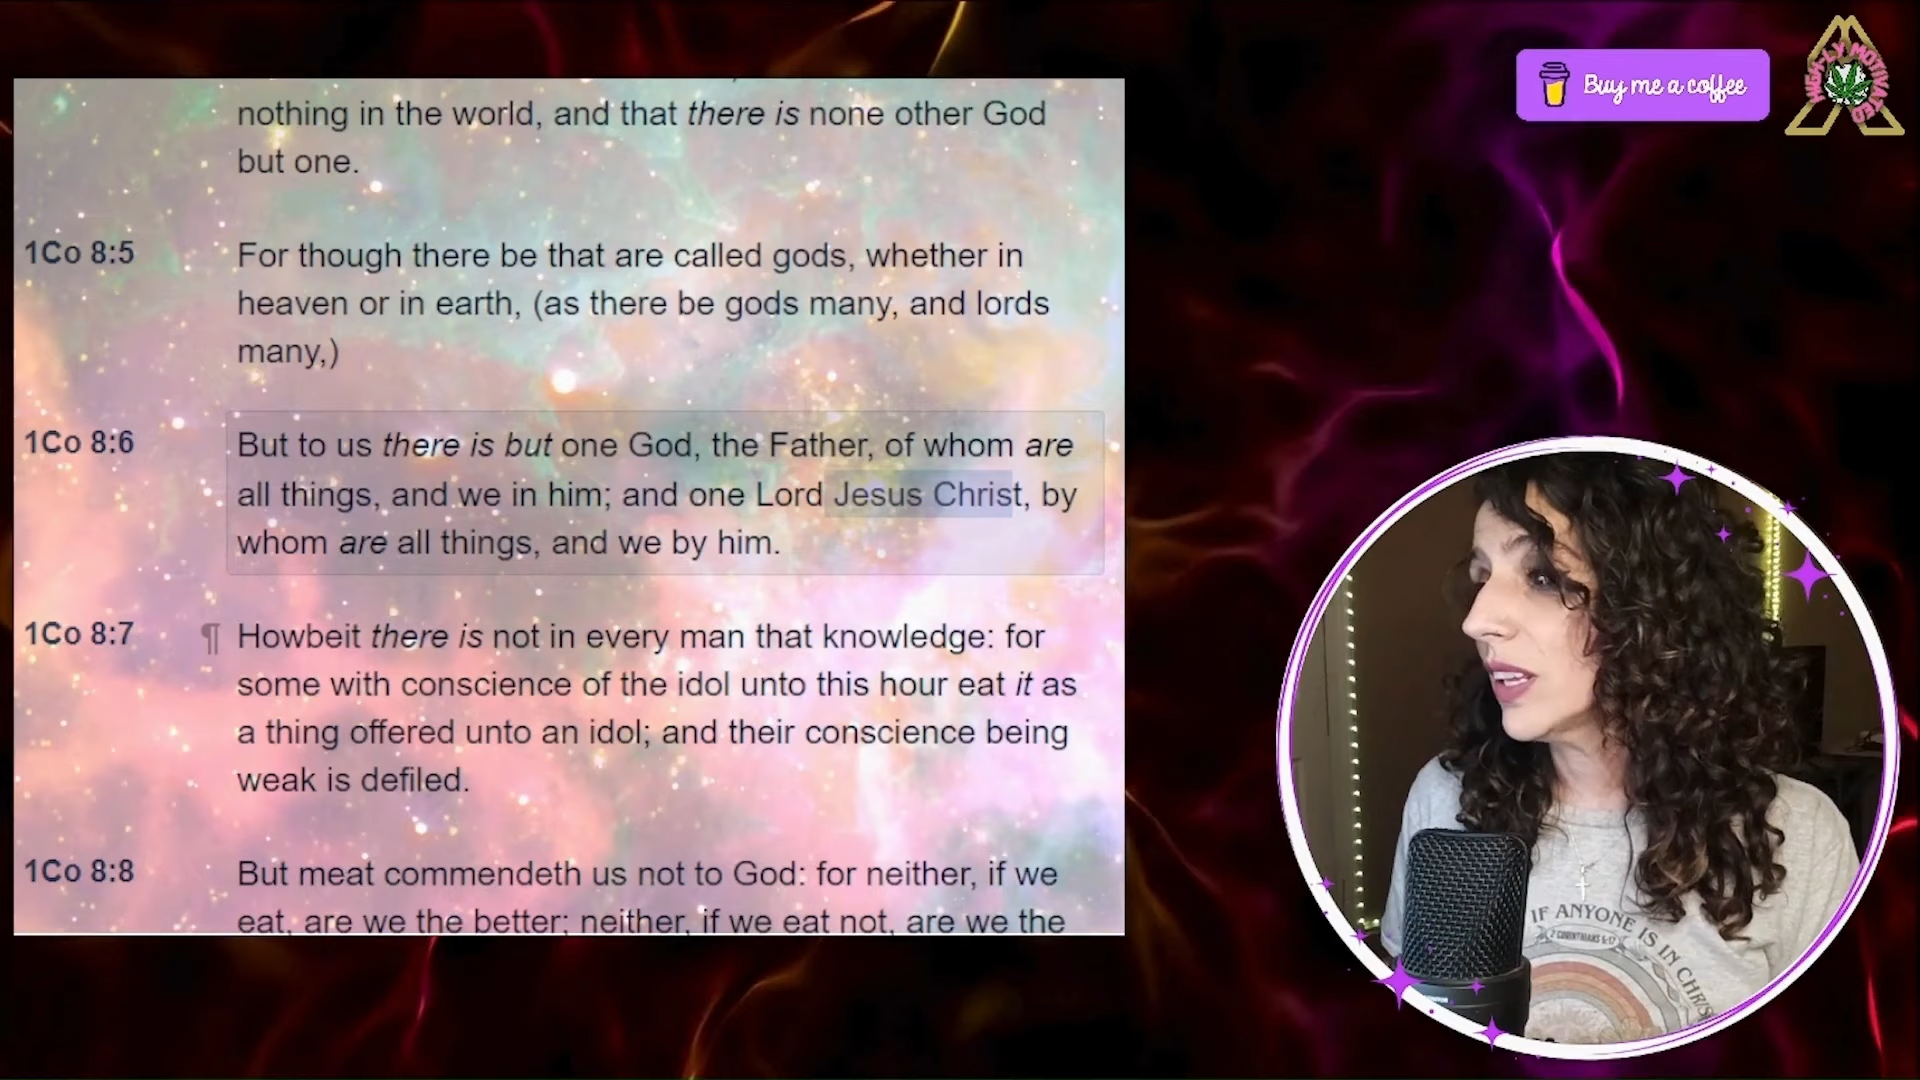 nothing in the world, and that there is none other God
but one.
1Co 8:5 For though there be that are called gods, whether in
heaven or in earth, (as there be gods many, and lords
many,)
1Co 8:6 But to us there is but one God, the Father, of whom are
all things, and we in him; and one Lord Jesus Christ, by
whom are all things, and we by him.
1Co 8:7 ¶ Howbeit there is not in every man that knowledge: for
some with conscience of the idol unto this hour eat it as
a thing offered unto an idol; and their conscience being
weak is defiled.
1Co 8:8 But meat commendeth us not to God: for neither, if we
eat, are we the better; neither, if we eat not, are we the
Buy me a coffee
IF ANYONE IS IN CHRIS
2 CORINTHIANS 5:17